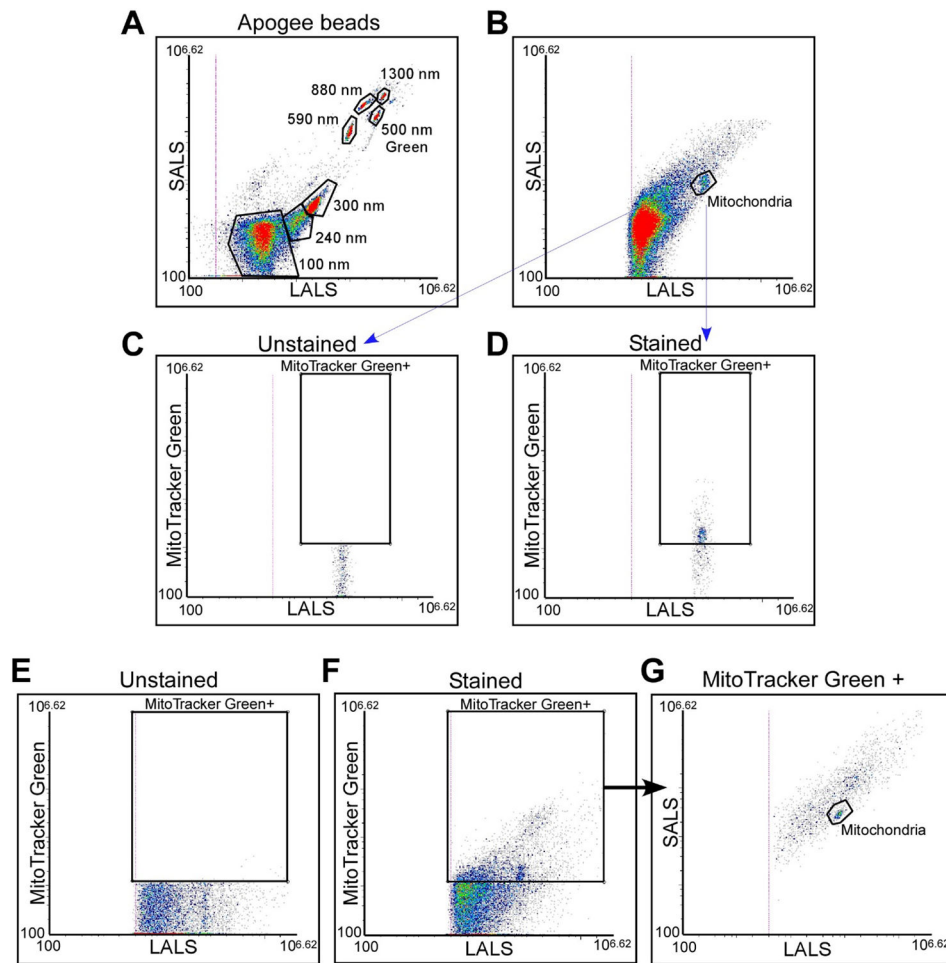 A
Apogee beads
10^6.62
SALS
100
100
LALS
10^6.62
880 nm
1300 nm
590 nm
500 nm
Green
300 nm
240 nm
100 nm
B
10^6.62
SALS
100
100
LALS
10^6.62
Mitochondria
C
Unstained
MitoTracker Green+
10^6.62
MitoTracker Green
100
100
LALS
10^6.62
D
Stained
MitoTracker Green+
10^6.62
MitoTracker Green
100
100
LALS
10^6.62
E
Unstained
MitoTracker Green+
10^6.62
MitoTracker Green
100
100
LALS
10^6.62
F
Stained
MitoTracker Green+
10^6.62
MitoTracker Green
100
100
LALS
10^6.62
G
MitoTracker Green +
10^6.62
SALS
100
100
LALS
10^6.62
Mitochondria